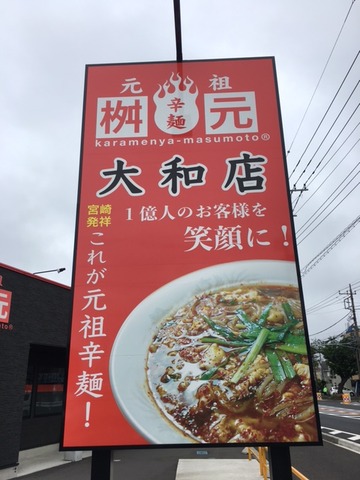 元祖
桝元
辛麺
karamenya-masumoto®
大和店
宮崎
発祥
これが元祖辛麺!
1億人のお客様を
笑顔に!
元